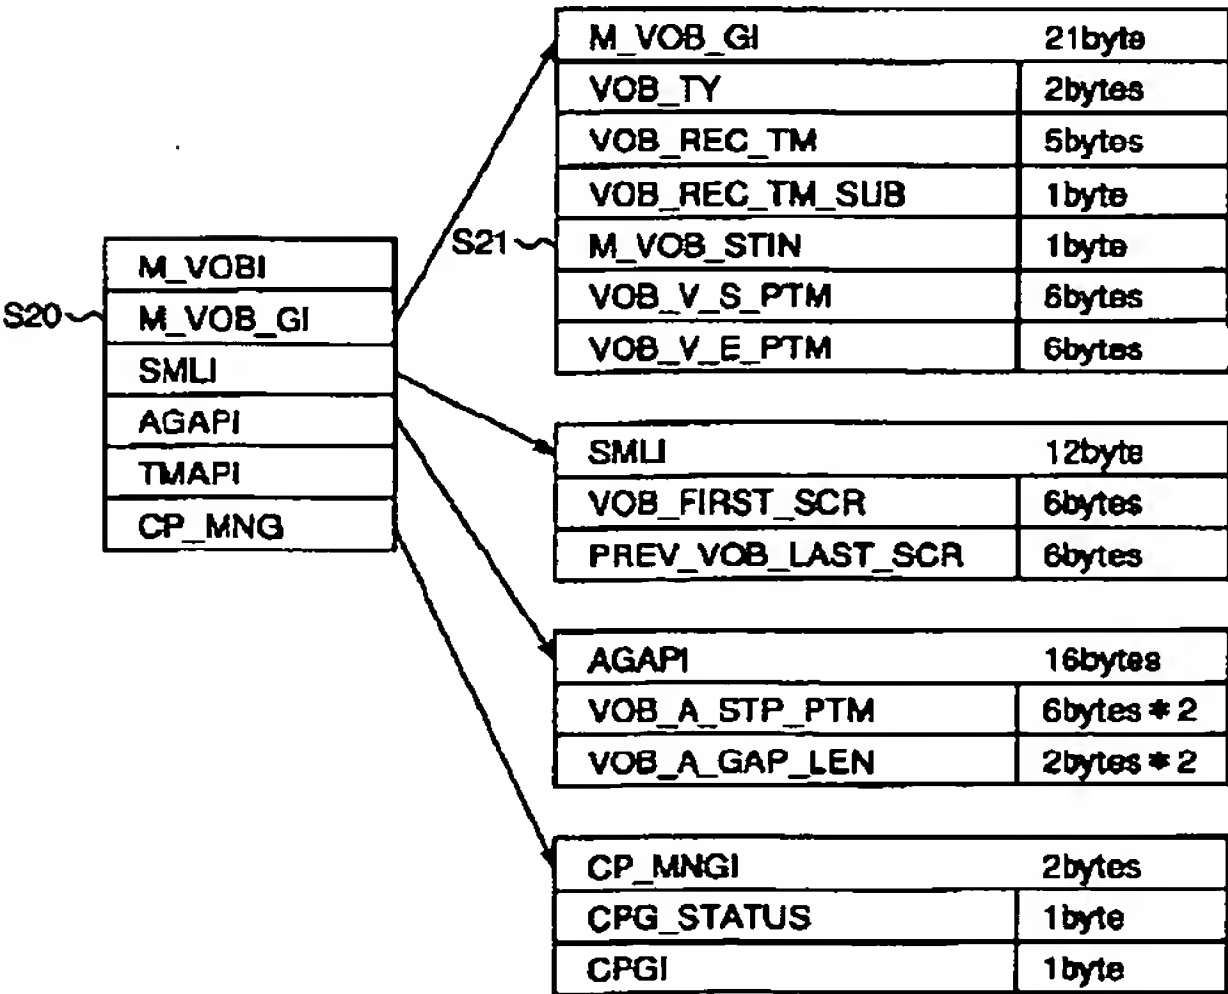 M_VOB_GI 21byte
VOB_TY 2bytes
VOB_REC_TM 5bytes
VOB_REC_TM_SUB 1byte
S21 M_VOB_STIN 1byte
VOB_V_S_PTM 6bytes
VOB_V_E_PTM 6bytes
M_VOBI
S20 M_VOB_GI
SMLI
AGAPI
TMAPI
CP_MNG
SMLI 12byte
VOB_FIRST_SCR 6bytes
PREV_VOB_LAST_SCR 6bytes
AGAPI 16bytes
VOB_A_STP_PTM 6bytes * 2
VOB_A_GAP_LEN 2bytes * 2
CP_MNGI 2bytes
CPG_STATUS 1byte
CPGI 1byte